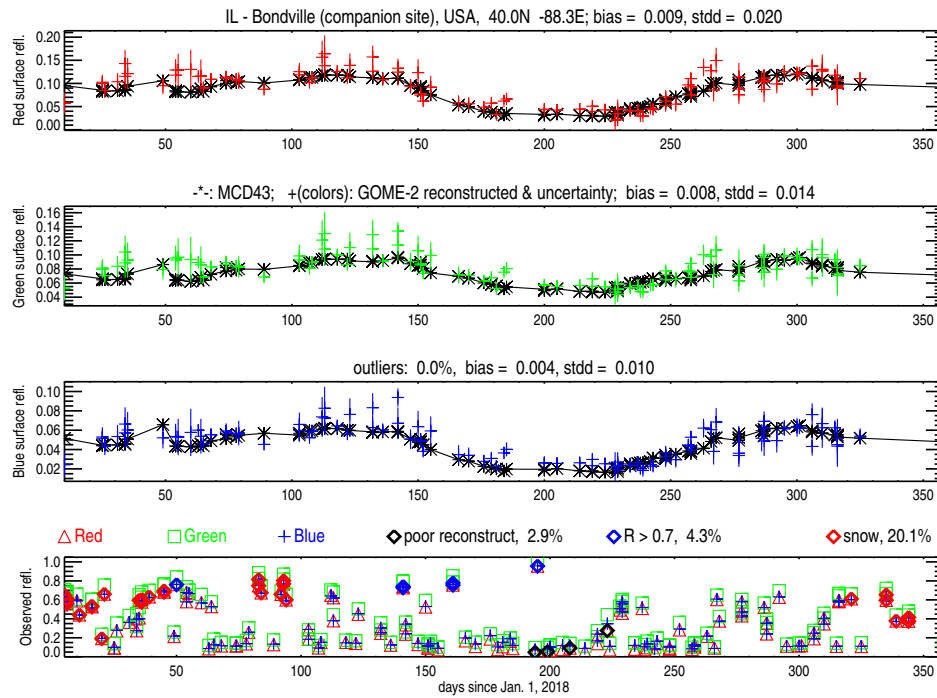 IL - Bondville (companion site), USA,  40.0N  -88.3E; bias =  0.009, stdd =  0.020
Red surface refl.
0.20
0.15
0.10
0.05
0.00
50 100 150 200 250 300 350
-*-: MCD43;   +(colors): GOME-2 reconstructed & uncertainty;  bias =  0.008, stdd =  0.014
Green surface refl.
0.16
0.14
0.12
0.10
0.08
0.06
0.04
50 100 150 200 250 300 350
outliers:  0.0%,  bias =  0.004, stdd =  0.010
Blue surface refl.
0.10
0.08
0.06
0.04
0.02
50 100 150 200 250 300 350
Red Green Blue poor reconstruct,  2.9% R > 0.7,  4.3% snow, 20.1%
Observed refl.
1.0
0.8
0.6
0.4
0.2
0.0
50 100 150 200 250 300 350
days since Jan. 1, 2018